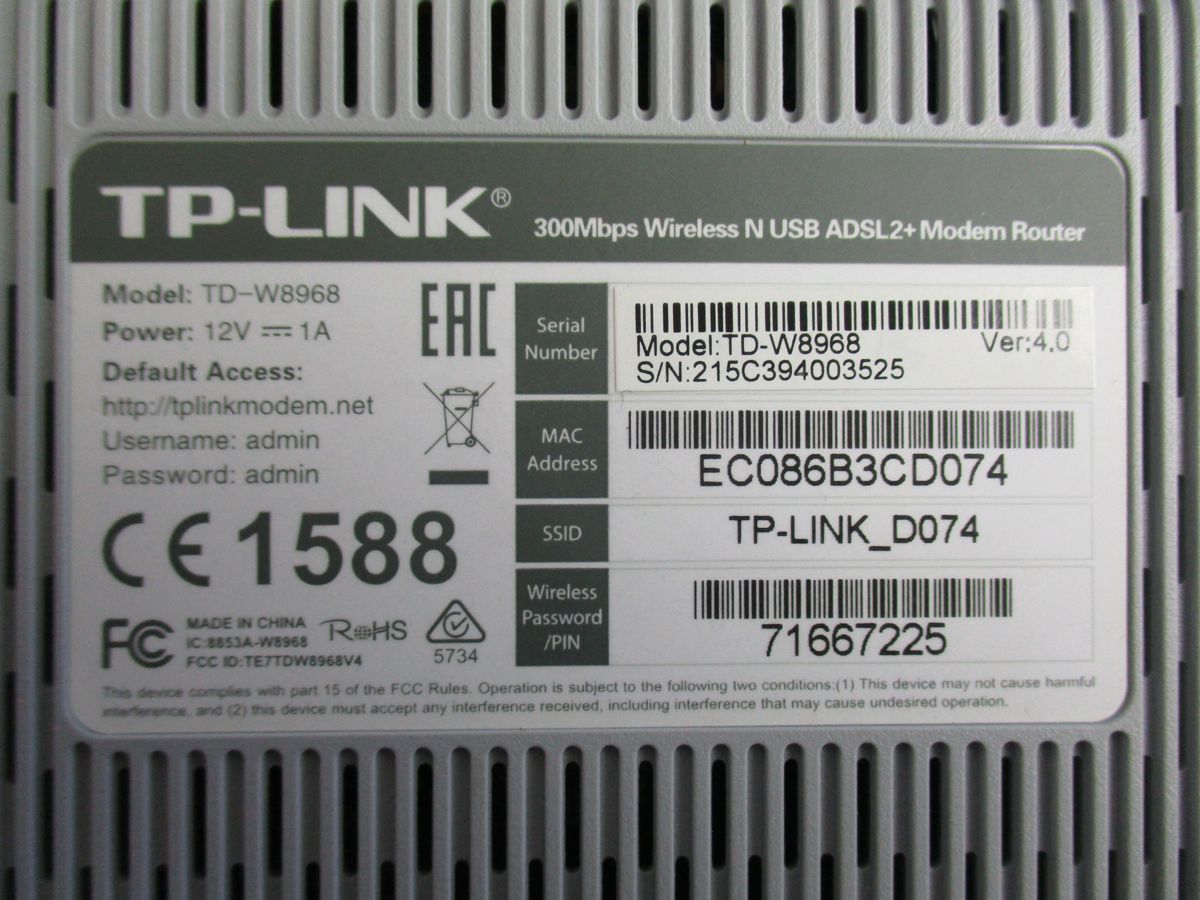 TP-LINK®
300Mbps Wireless N USB ADSL2+ Modem Router
Model: TD-W8968
Power: 12V ⎓ 1A
Default Access:
http://tplinkmodem.net
Username: admin
Password: admin
EAC
CE 1588
FCC
MADE IN CHINA
IC:8853A-W8968
FCC ID:TE7TDW8968V4
RoHS
5734
Serial
Number
Model:TD-W8968 Ver:4.0
S/N:215C394003525
MAC
Address
EC086B3CD074
SSID
TP-LINK_D074
Wireless
Password
/PIN
71667225
This device complies with part 15 of the FCC Rules. Operation is subject to the following two conditions:(1) This device may not cause harmful
interference, and (2) this device must accept any interference received, including interference that may cause undesired operation.